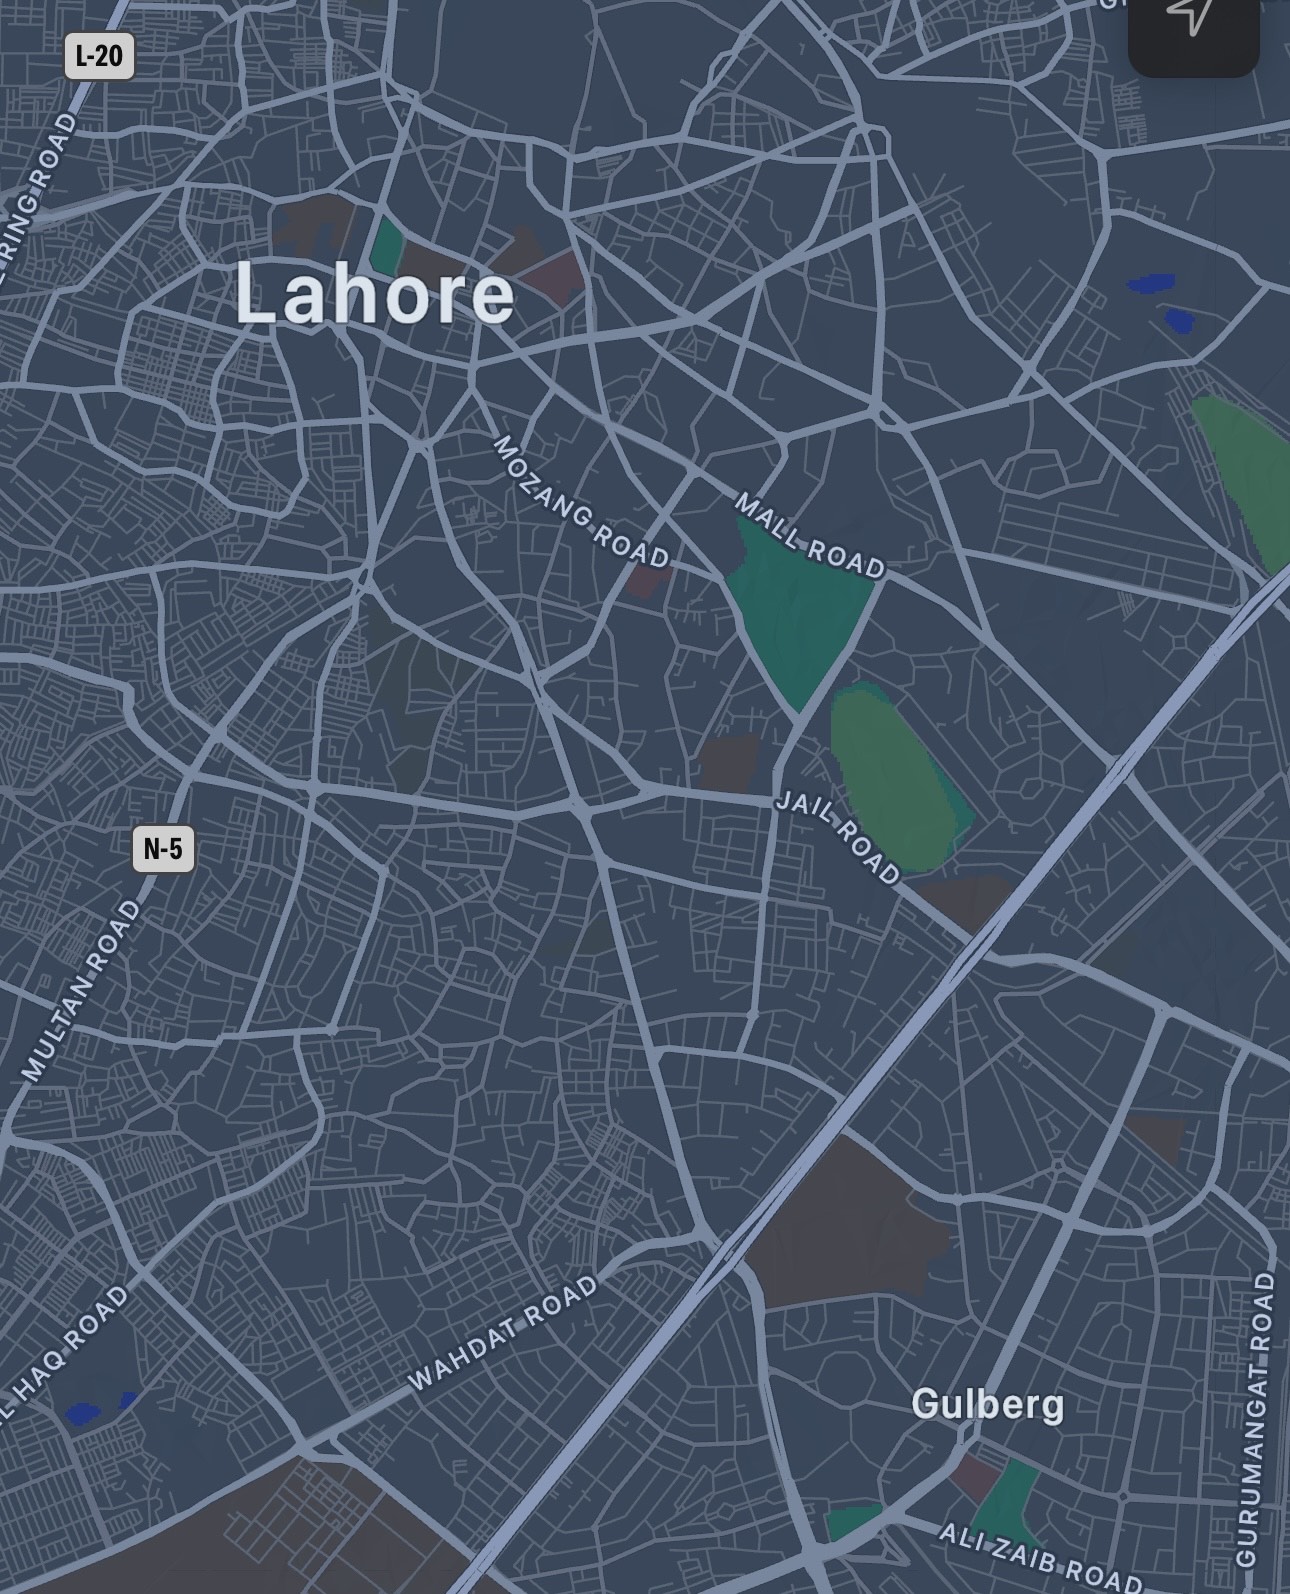 L-20
RING ROAD
Lahore
MOZANG ROAD
MALL ROAD
JAIL ROAD
N-5
MULTAN ROAD
WAHDAT ROAD
HAQ ROAD
Gulberg
GURUMANGAT ROAD
ALI ZAIB ROAD